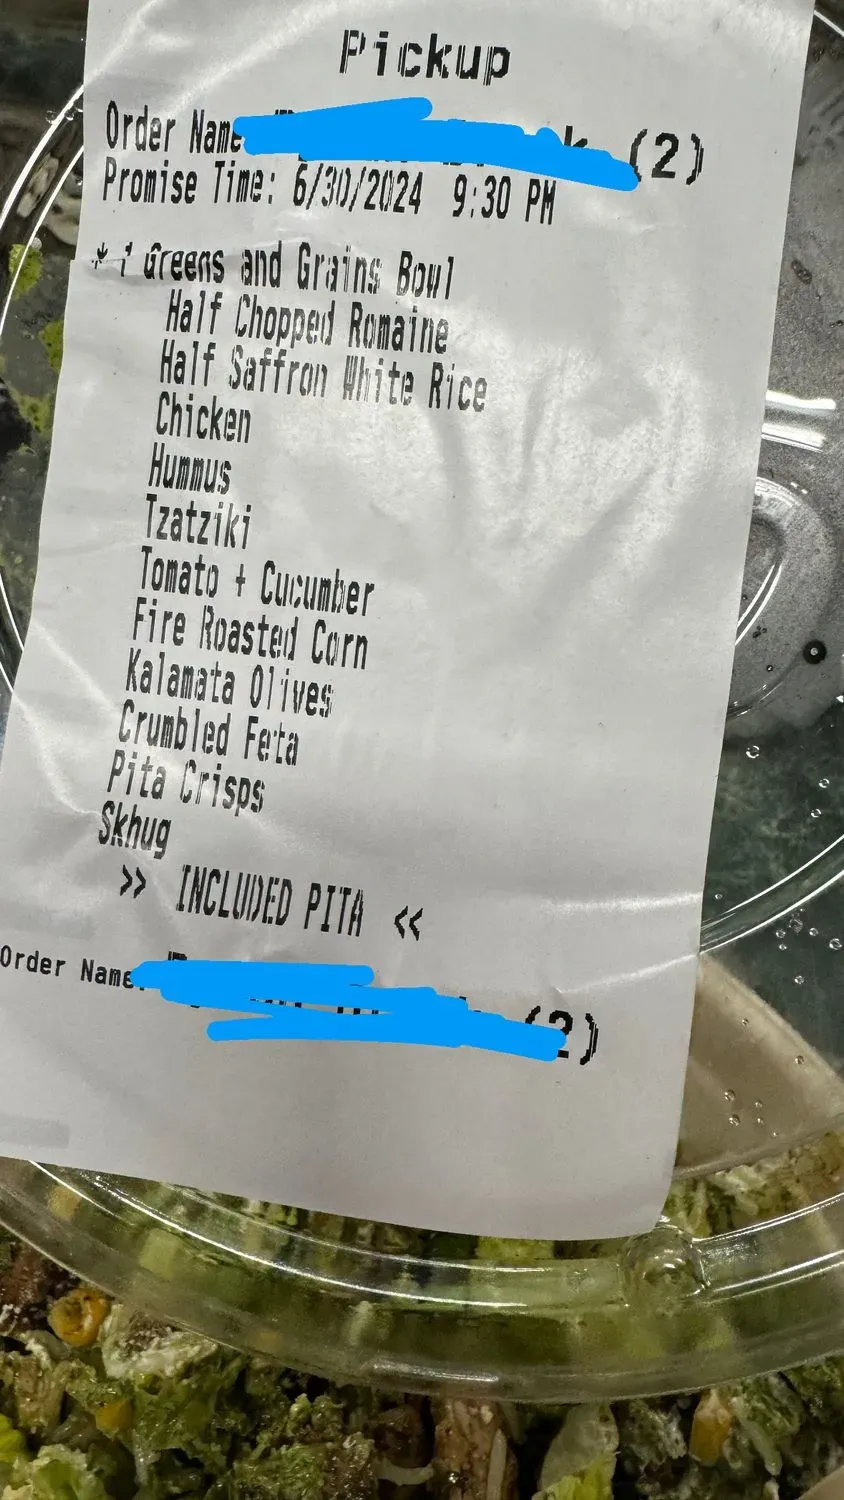 Pickup
Order Name (2)
Promise Time: 6/30/2024 9:30 PM
* 1 Greens and Grains Bowl
Half Chopped Romaine
Half Saffron White Rice
Chicken
Hummus
Tzatziki
Tomato + Cucumber
Fire Roasted Corn
Kalamata Olives
Crumbled Feta
Pita Crisps
Skhug
>> INCLUDED PITA <<
Order Name: (2)